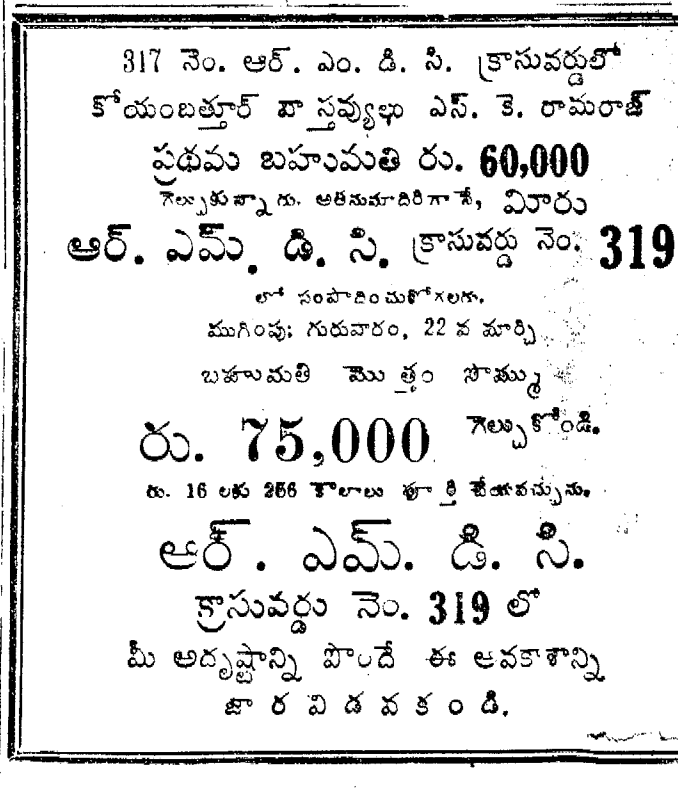 317 నెం. ఆర్. ఎం. డి. సి. క్రాసువర్డులో
కోయంబత్తూర్ వాస్తవ్యులు ఎస్. కె. రామరాజ్
ప్రథమ బహుమతి రు. 60,000
గెల్చుకున్నారు. అతనుమాదిరిగానే, మీరు
ఆర్. ఎమ్. డి. సి. క్రాసువర్డు నెం. 319
లో సంపాదించుకోగలరు.
ముగింపు: గురువారం, 22 వ మార్చి
బహుమతి మొత్తం సొమ్ము
రు. 75,000 గెల్చుకోండి.
రు. 16 లకు 256 కాలాలు పూర్తి చేయవచ్చును.
ఆర్. ఎమ్. డి. సి.
క్రాసువర్డు నెం. 319 లో
మీ అదృష్టాన్ని పొందే ఈ అవకాశాన్ని
జారవిడవకండి.